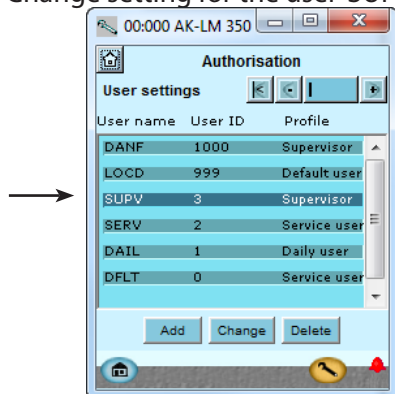 Change setting for the user
00:000 AK-LM 350
Authorisation
User settings
User name User ID Profile
DANF 1000 Supervisor
LOCD 999 Default user
SUPV 3 Supervisor
SERV 2 Service user
DAIL 1 Daily user
DFLT 0 Service user
Add Change Delete